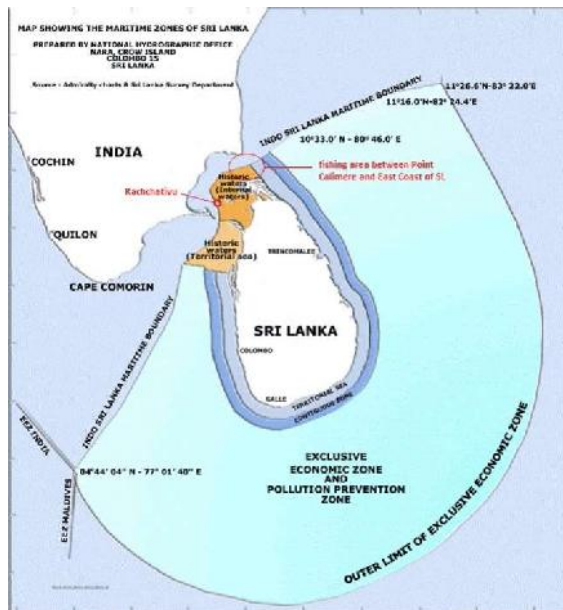 MAP SHOWING THE MARITIME ZONES OF SRI LANKA
PREPARED BY NATIONAL HYDROGRAPHIC OFFICE
NARA, CROW ISLAND
COLOMBO 15
SRI LANKA
Source : Admiralty charts & Sri Lanka Survey Department
INDO SRI LANKA MARITIME BOUNDARY
11°26.6'N-83° 22.0'E
11°16.0'N-82° 24.4'E
10°33.0' N - 80° 46.0' E
INDIA
COCHIN
fishing area between Point
Calimere and East Coast of SL
Historic
waters
(Internal
waters)
Kachchativu
QUILON
Historic
waters
(Territorial sea)
TRINCOMALEE
CAPE COMORIN
SRI LANKA
COLOMBO
GALLE
TERRITORIAL SEA
CONTIGUOUS ZONE
INDO SRI LANKA MARITIME BOUNDARY
EEZ INDIA
EEZ MALDIVES
04°44' 04" N - 77° 01' 40" E
EXCLUSIVE
ECONOMIC ZONE
AND
POLLUTION PREVENTION
ZONE
OUTER LIMIT OF EXCLUSIVE ECONOMIC ZONE